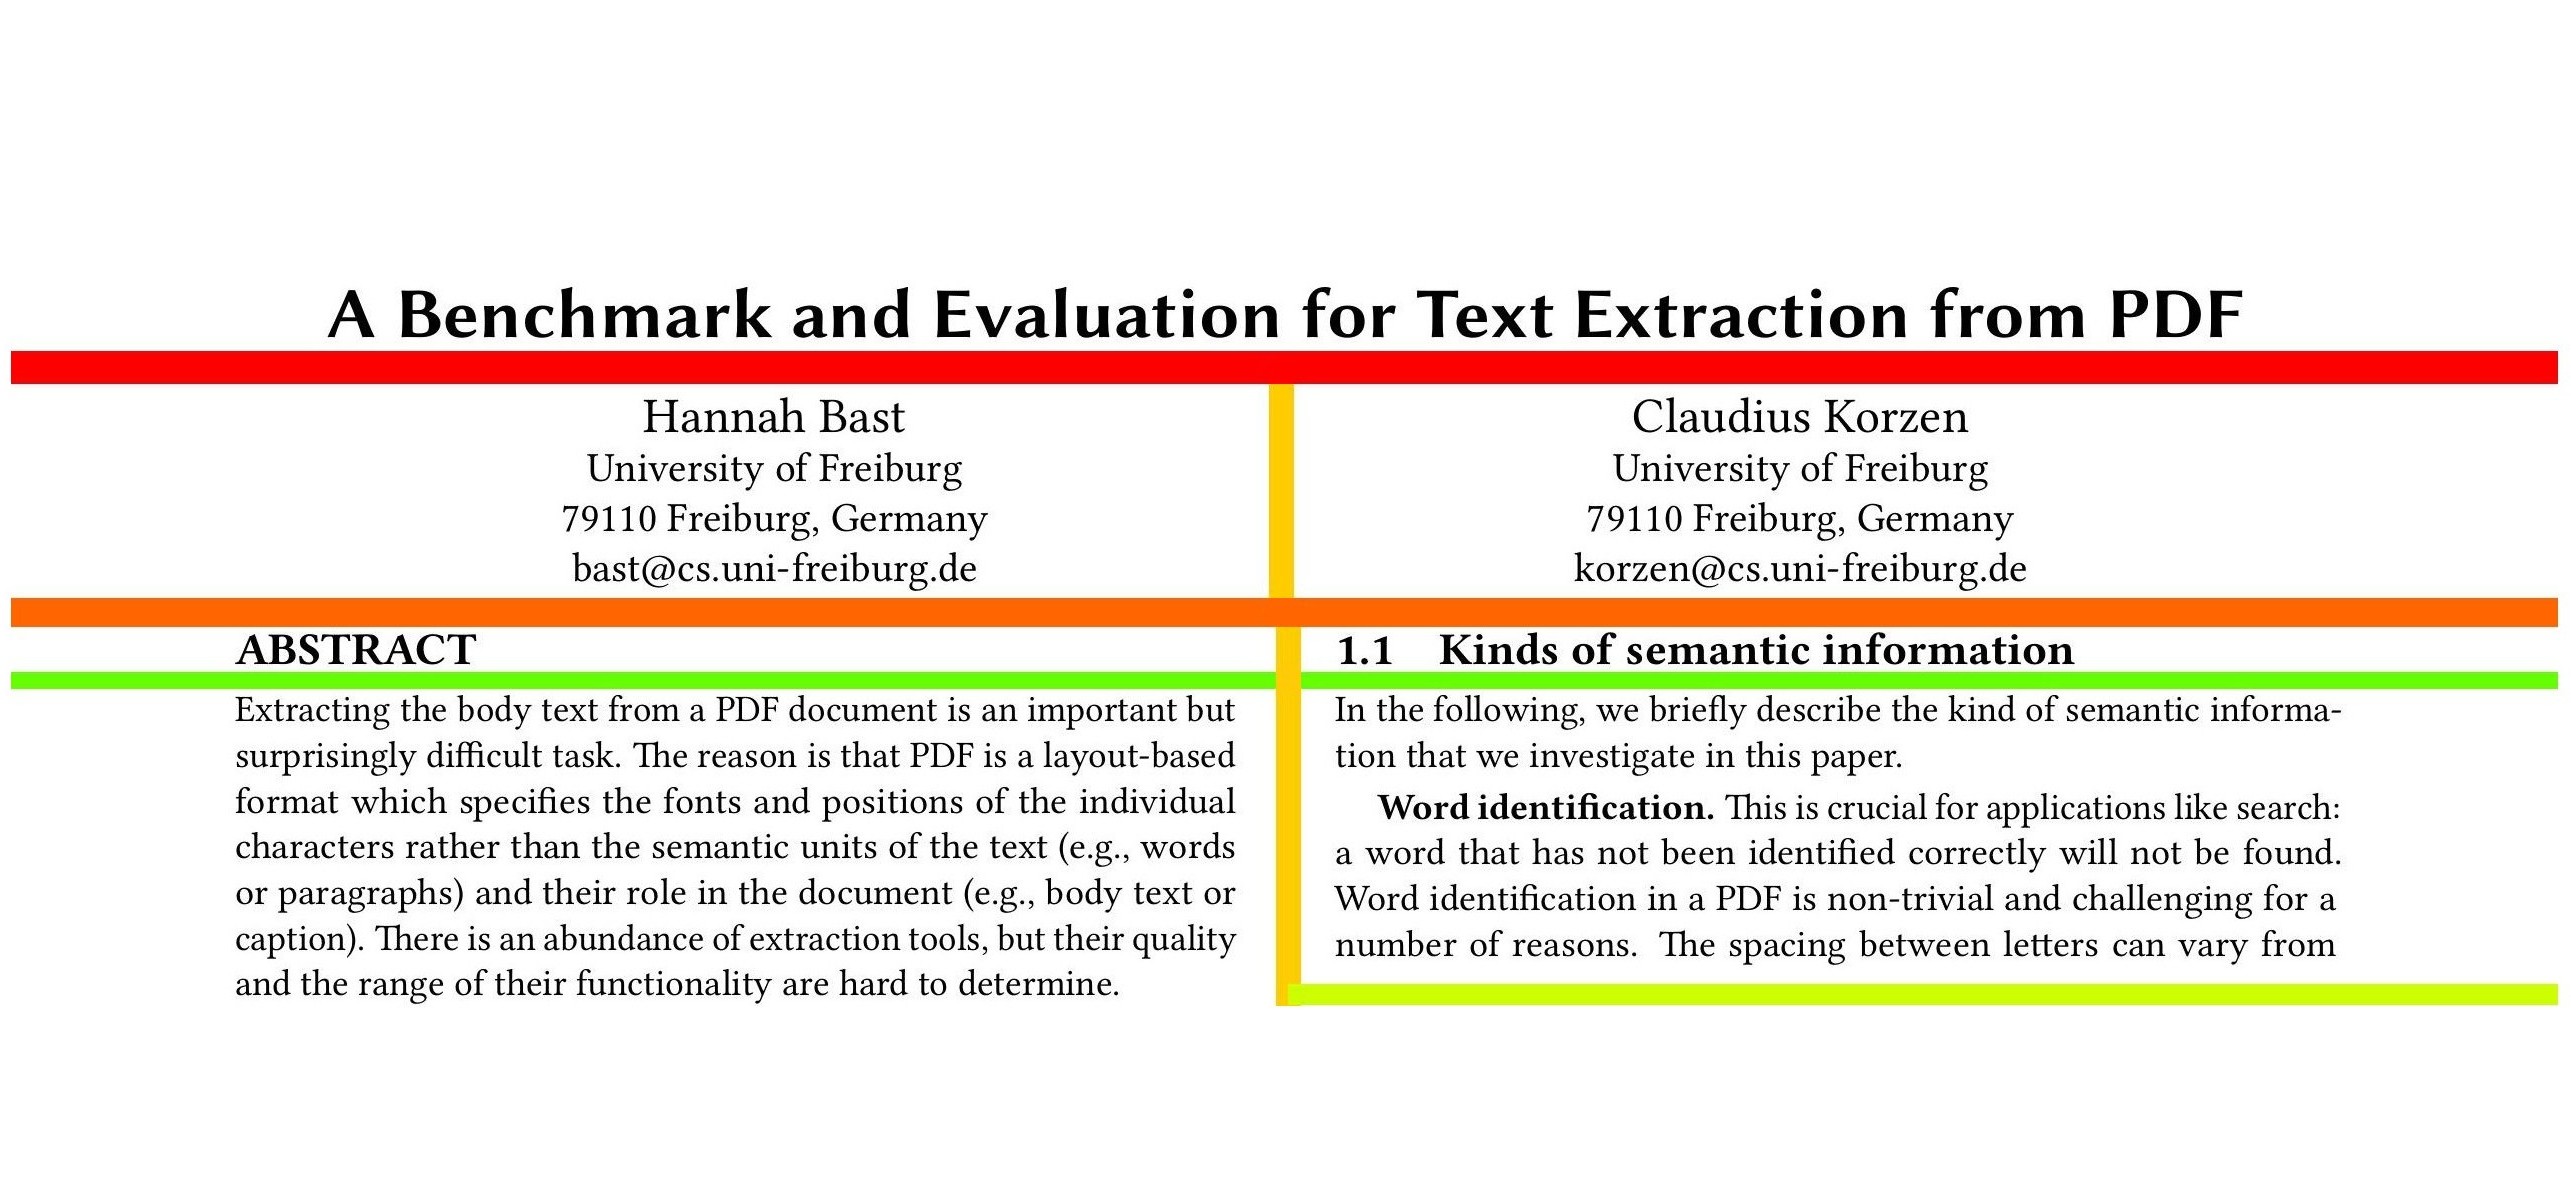 A Benchmark and Evaluation for Text Extraction from PDF
Hannah Bast
University of Freiburg
79110 Freiburg, Germany
bast@cs.uni-freiburg.de
Claudius Korzen
University of Freiburg
79110 Freiburg, Germany
korzen@cs.uni-freiburg.de
ABSTRACT
Extracting the body text from a PDF document is an important but
surprisingly difficult task. The reason is that PDF is a layout-based
format which specifies the fonts and positions of the individual
characters rather than the semantic units of the text (e.g., words
or paragraphs) and their role in the document (e.g., body text or
caption). There is an abundance of extraction tools, but their quality
and the range of their functionality are hard to determine.
1.1 Kinds of semantic information
In the following, we briefly describe the kind of semantic informa-
tion that we investigate in this paper.
Word identification. This is crucial for applications like search:
a word that has not been identified correctly will not be found.
Word identification in a PDF is non-trivial and challenging for a
number of reasons. The spacing between letters can vary from